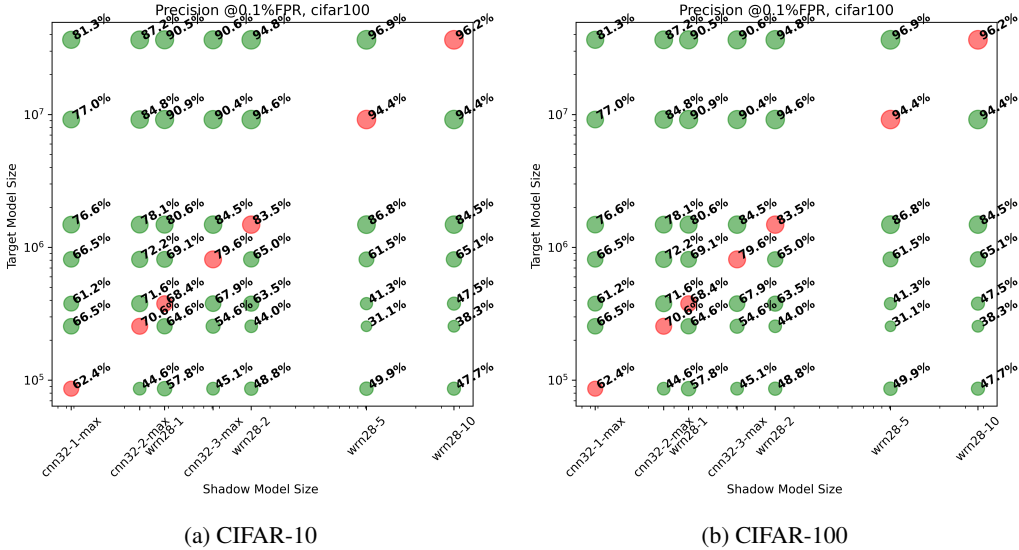 Precision @0.1%FPR, cifar100
81.3% 87.2% 90.5% 90.6% 94.8% 96.9% 96.2%
10⁷
77.0% 84.8% 90.9% 90.4% 94.6% 94.4% 94.4%
76.6% 78.1% 80.6% 84.5% 83.5% 86.8% 84.5%
10⁶
66.5% 72.2% 69.1% 79.6% 65.0% 61.5% 65.1%
61.2% 71.6% 68.4% 67.9% 63.5% 41.3% 47.5%
66.5% 70.6% 64.6% 54.6% 44.0% 31.1% 38.3%
10⁵
62.4% 44.6% 57.8% 45.1% 48.8% 49.9% 47.7%
Target Model Size
cnn32-1-max cnn32-2-max wrn28-1 cnn32-3-max wrn28-2 wrn28-5 wrn28-10
Shadow Model Size
(a) CIFAR-10
Precision @0.1%FPR, cifar100
81.3% 87.2% 90.5% 90.6% 94.8% 96.9% 96.2%
10⁷
77.0% 84.8% 90.9% 90.4% 94.6% 94.4% 94.4%
76.6% 78.1% 80.6% 84.5% 83.5% 86.8% 84.5%
10⁶
66.5% 72.2% 69.1% 79.6% 65.0% 61.5% 65.1%
61.2% 71.6% 68.4% 67.9% 63.5% 41.3% 47.5%
66.5% 70.6% 64.6% 54.6% 44.0% 31.1% 38.3%
10⁵
62.4% 44.6% 57.8% 45.1% 48.8% 49.9% 47.7%
Target Model Size
cnn32-1-max cnn32-2-max wrn28-1 cnn32-3-max wrn28-2 wrn28-5 wrn28-10
Shadow Model Size
(b) CIFAR-100